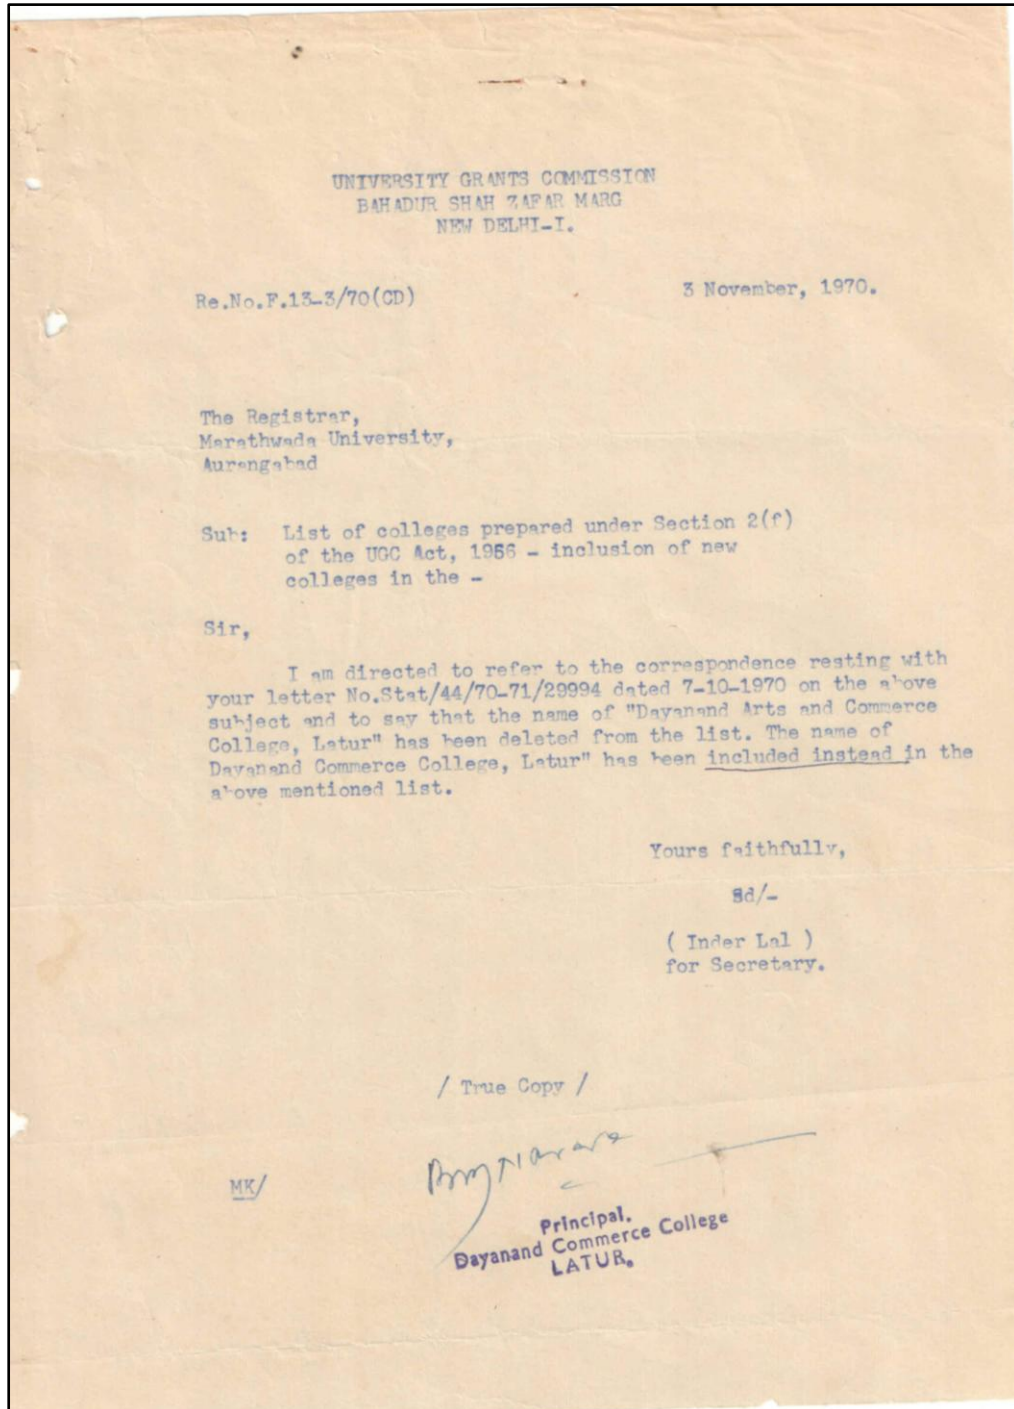 UNIVERSITY GRANTS COMMISSION
BAHADUR SHAH ZAFAR MARG
NEW DELHI-I.
Re.No.F.13-3/70(CD)
3 November, 1970.
The Registrar,
Marathwada University,
Aurangabad
Sub: List of colleges prepared under Section 2(f)
of the UGC Act, 1956 - inclusion of new
colleges in the -
Sir,
I am directed to refer to the correspondence resting with
your letter No.Stat/44/70-71/29994 dated 7-10-1970 on the above
subject and to say that the name of "Dayanand Arts and Commerce
College, Latur" has been deleted from the list. The name of
Dayanand Commerce College, Latur" has been included instead in the
above mentioned list.
Yours faithfully,
Sd/-
( Inder Lal )
for Secretary.
/ True Copy /
MK/
Principal.
Dayanand Commerce College
LATUR.